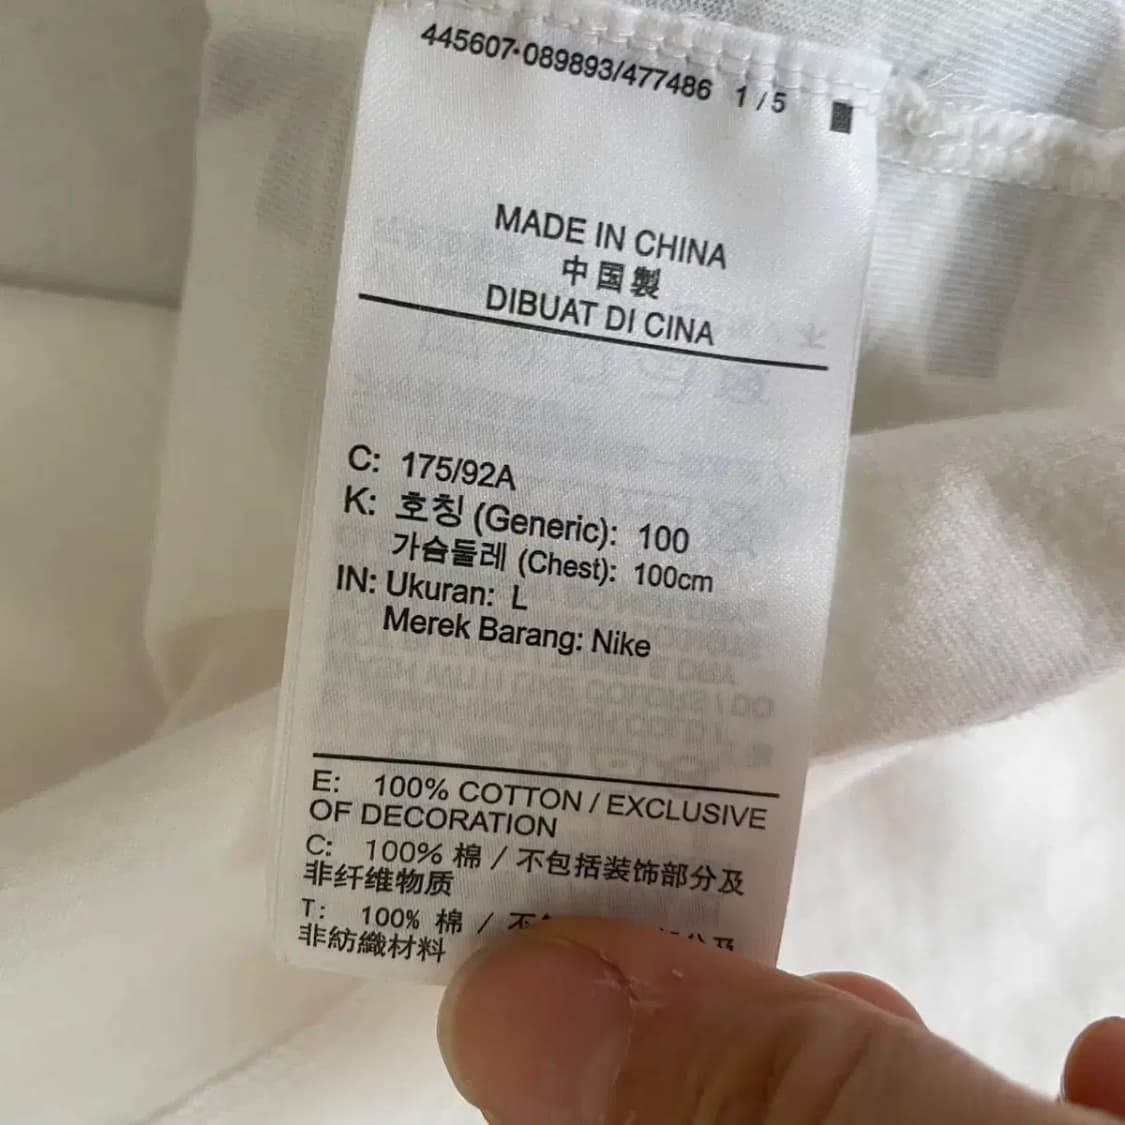 445607-089893/477486 1 / 5
MADE IN CHINA
中国製
DIBUAT DI CINA
C: 175/92A
K: 호칭 (Generic): 100
가슴둘레 (Chest): 100cm
IN: Ukuran: L
Merek Barang: Nike
E: 100% COTTON / EXCLUSIVE
OF DECORATION
C: 100% 棉 / 不包括装饰部分及
非纤维物质
T: 100% 棉 / 不
非紡織材料